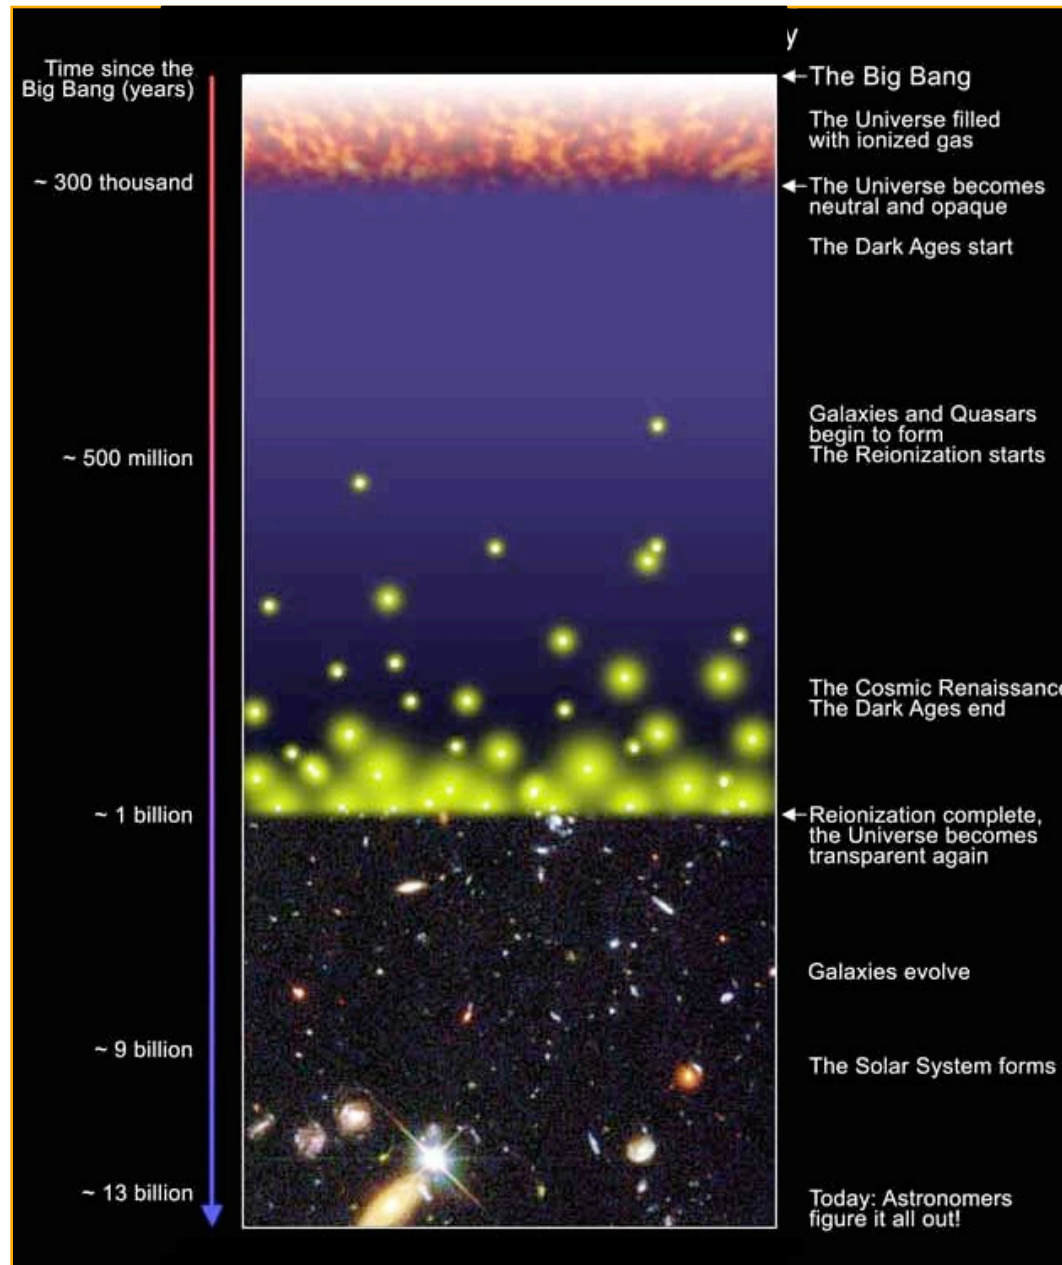 y
Time since the
Big Bang (years)
The Big Bang
The Universe filled
with ionized gas
~ 300 thousand
The Universe becomes
neutral and opaque
The Dark Ages start
Galaxies and Quasars
begin to form
The Reionization starts
~ 500 million
The Cosmic Renaissance
The Dark Ages end
~ 1 billion
Reionization complete,
the Universe becomes
transparent again
Galaxies evolve
~ 9 billion
The Solar System forms
~ 13 billion
Today: Astronomers
figure it all out!